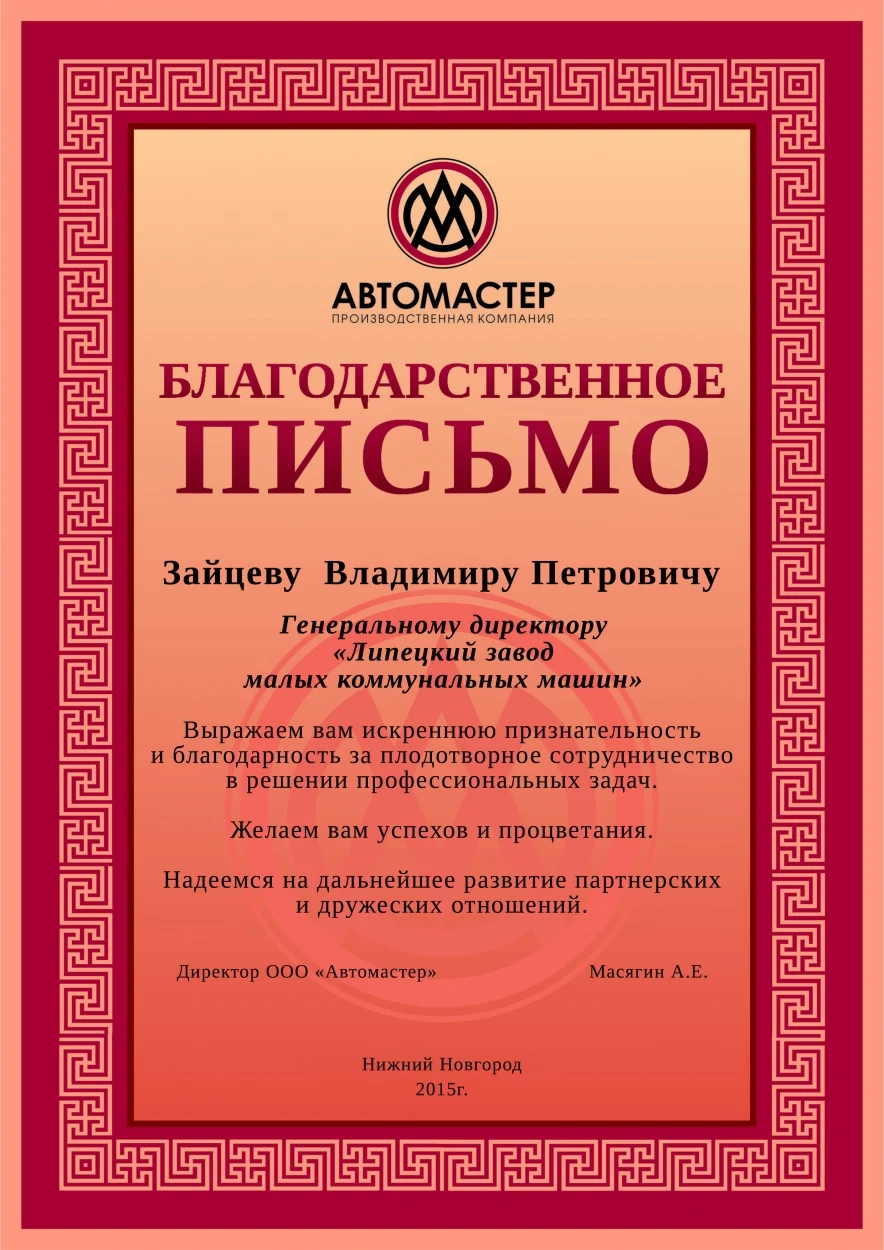 АВТОМАСТЕР
ПРОИЗВОДСТВЕННАЯ КОМПАНИЯ
БЛАГОДАРСТВЕННОЕ
ПИСЬМО
Зайцеву Владимиру Петровичу
Генеральному директору
«Липецкий завод
малых коммунальных машин»
Выражаем вам искреннюю признательность
и благодарность за плодотворное сотрудничество
в решении профессиональных задач.
Желаем вам успехов и процветания.
Надеемся на дальнейшее развитие партнерских
и дружеских отношений.
Директор ООО «Автомастер» Масягин А.Е.
Нижний Новгород
2015г.